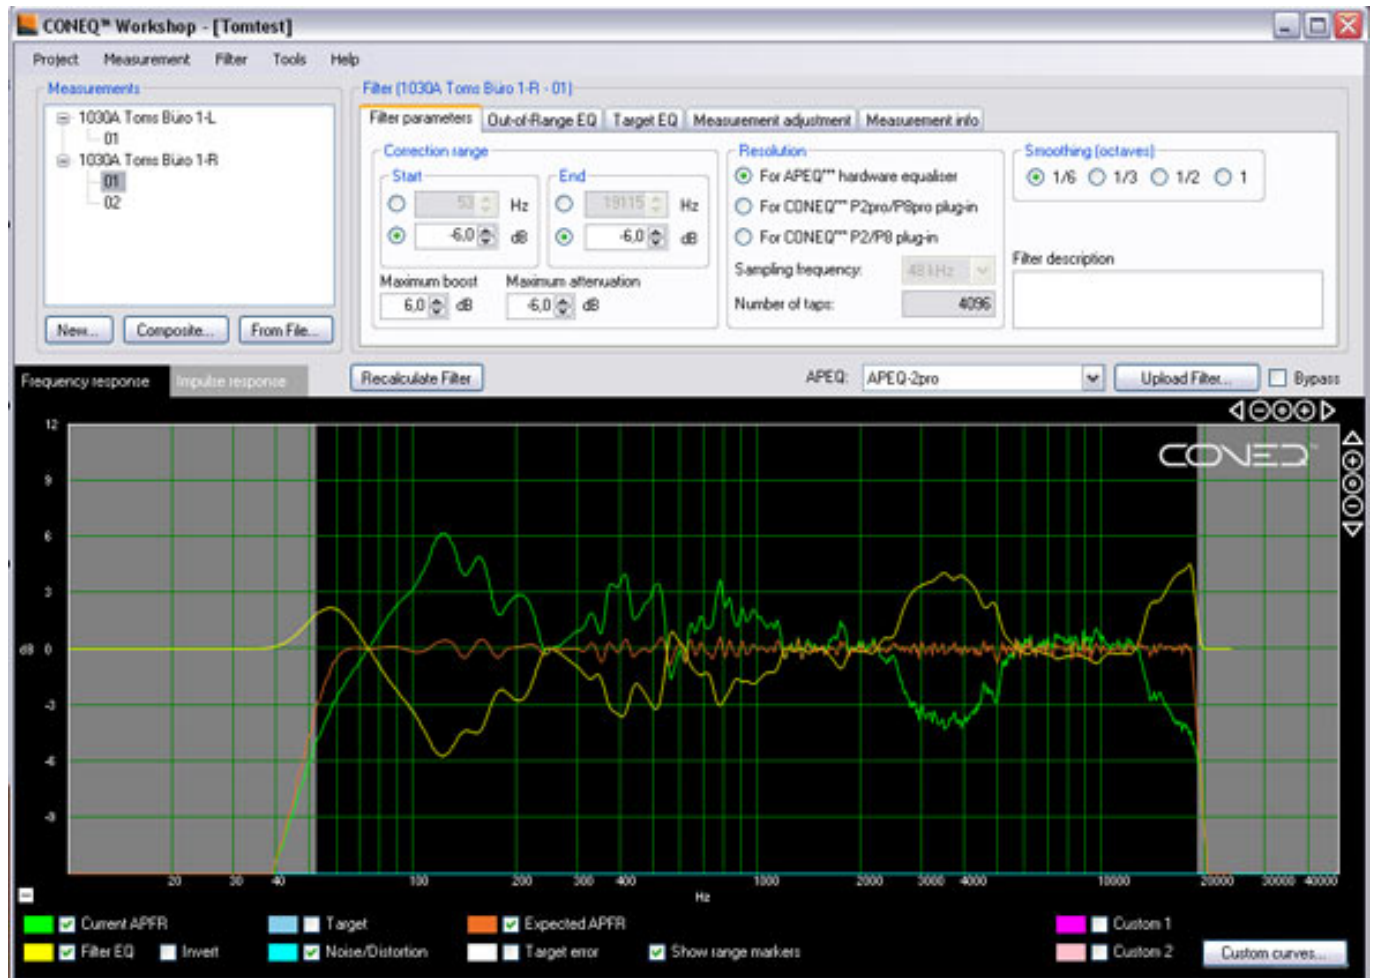 CONEQ™ Workshop - [Tomtest]
Project Measurement Filter Tools Help
Measurements
1030A Toms Büro 1-L
01
1030A Toms Büro 1-R
01
02
New... Composite... From File...
Filter (1030A Toms Büro 1-R - 01)
Filter parameters Out-of-Range EQ Target EQ Measurement adjustment Measurement info
Correction range
Start End
53 Hz 19115 Hz
-6,0 dB -6,0 dB
Maximum boost Maximum attenuation
6,0 dB -6,0 dB
Resolution
For APEQ™ hardware equaliser
For CONEQ™ P2pro/P8pro plug-in
For CONEQ™ P2/P8 plug-in
Sampling frequency: 48 kHz
Number of taps: 4096
Smoothing (octaves)
1/6 1/3 1/2 1
Filter description
Frequency response Impulse response
Recalculate Filter
APEQ: APEQ-2pro Upload Filter... Bypass
CONEQ™
12
9
6
3
dB 0
-3
-6
-9
20 30 40 100 200 300 400 1000 2000 3000 4000 10000 20000 30000 40000
Hz
Current APFR Target Expected APFR Custom 1
Filter EQ Invert Noise/Distortion Target error Show range markers Custom 2 Custom curves...